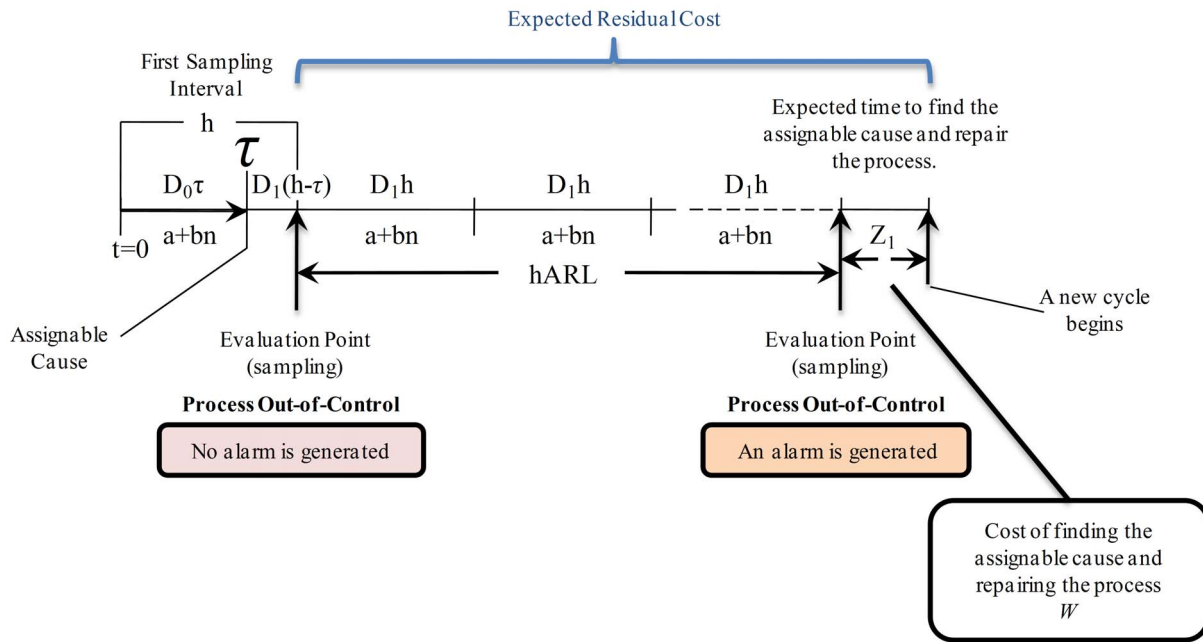 Expected Residual Cost
First Sampling
Interval
h
τ
Expected time to find the
assignable cause and repair
the process.
D₀τ
D₁(h-τ)
D₁h
D₁h
D₁h
t=0
a+bn
a+bn
a+bn
a+bn
Z₁
hARL
Assignable
Cause
Evaluation Point
(sampling)
Process Out-of-Control
No alarm is generated
Evaluation Point
(sampling)
Process Out-of-Control
An alarm is generated
A new cycle
begins
Cost of finding the
assignable cause and
repairing the process
W